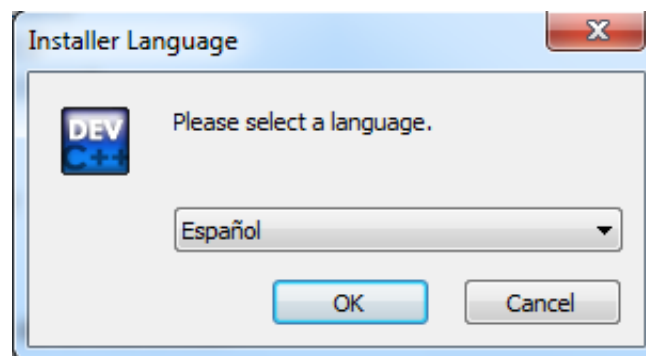 Installer Language
DEV
C++
Please select a language.
Español
OK
Cancel